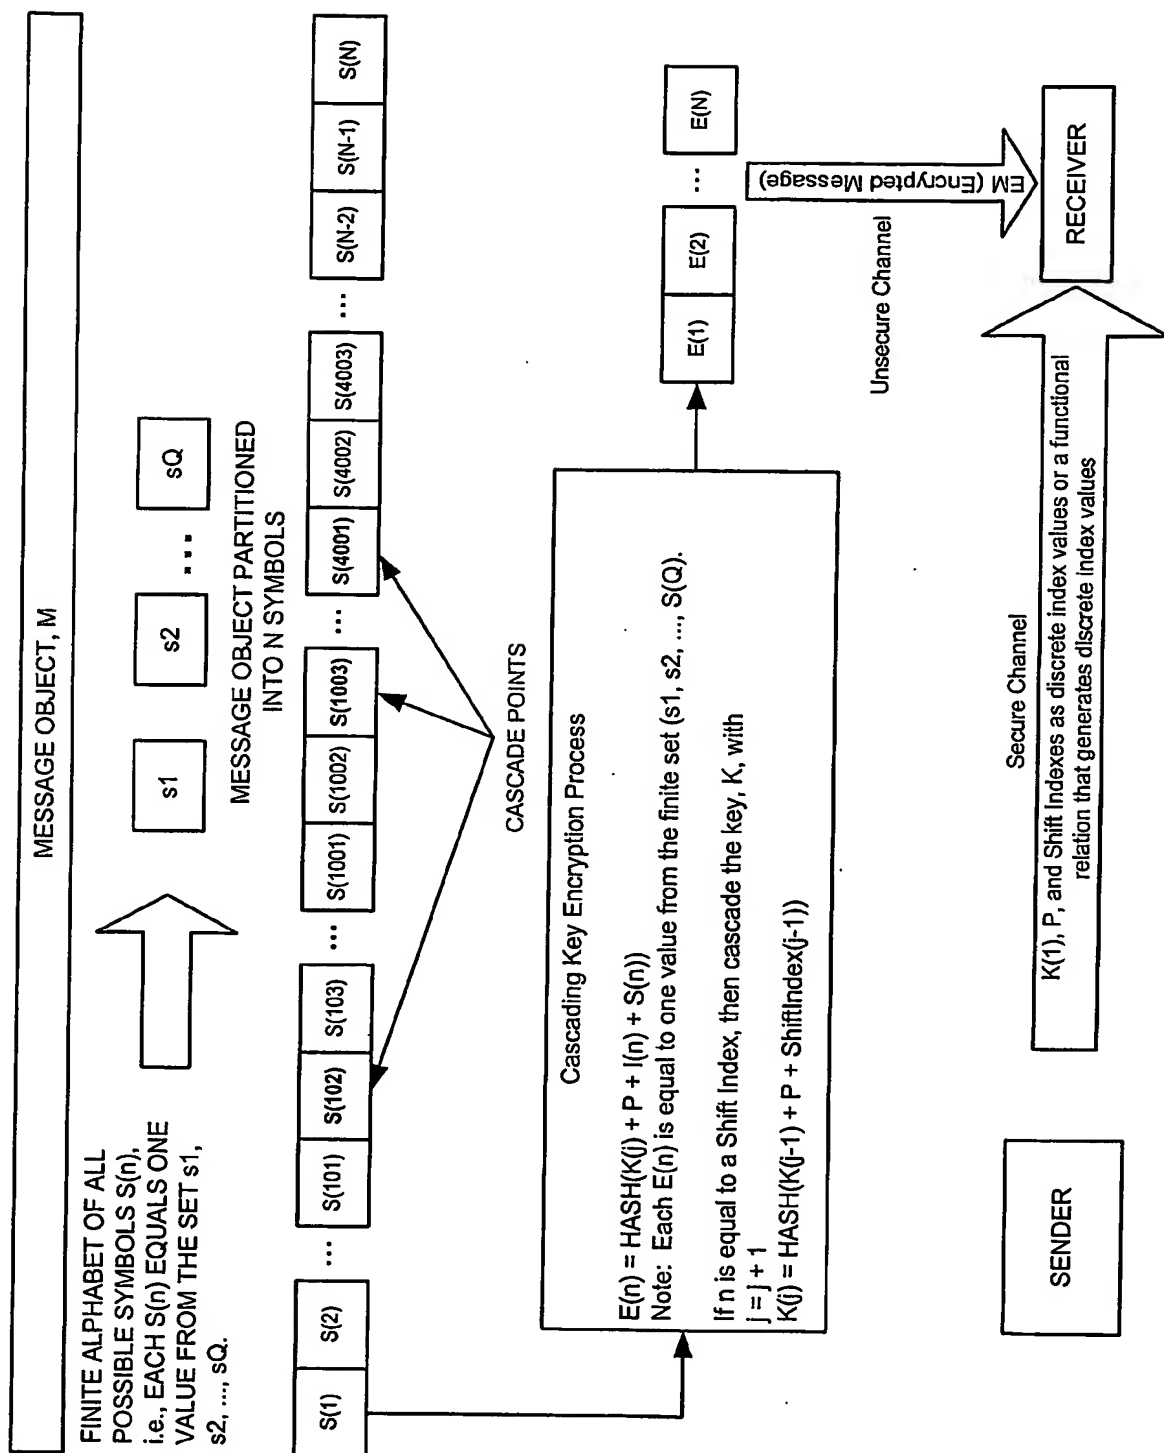 MESSAGE OBJECT, M
FINITE ALPHABET OF ALL
POSSIBLE SYMBOLS S(n),
i.e., EACH S(n) EQUALS ONE
VALUE FROM THE SET s1,
s2, ..., sQ.
s1
s2
...
sQ
MESSAGE OBJECT PARTITIONED
INTO N SYMBOLS
S(1)
S(2)
...
S(101)
S(102)
S(103)
...
S(1001)
S(1002)
S(1003)
...
S(4001)
S(4002)
S(4003)
...
S(N-2)
S(N-1)
S(N)
CASCADE POINTS
Cascading Key Encryption Process
E(n) = HASH(K(j) + P + I(n) + S(n))
Note: Each E(n) is equal to one value from the finite set (s1, s2, ..., S(Q).
If n is equal to a Shift Index, then cascade the key, K, with
j = j + 1
K(j) = HASH(K(j-1) + P + ShiftIndex(j-1))
E(1)
E(2)
...
E(N)
EM (Encrypted Message)
Unsecure Channel
Secure Channel
K(1), P, and Shift Indexes as discrete index values or a functional
relation that generates discrete index values
SENDER
RECEIVER